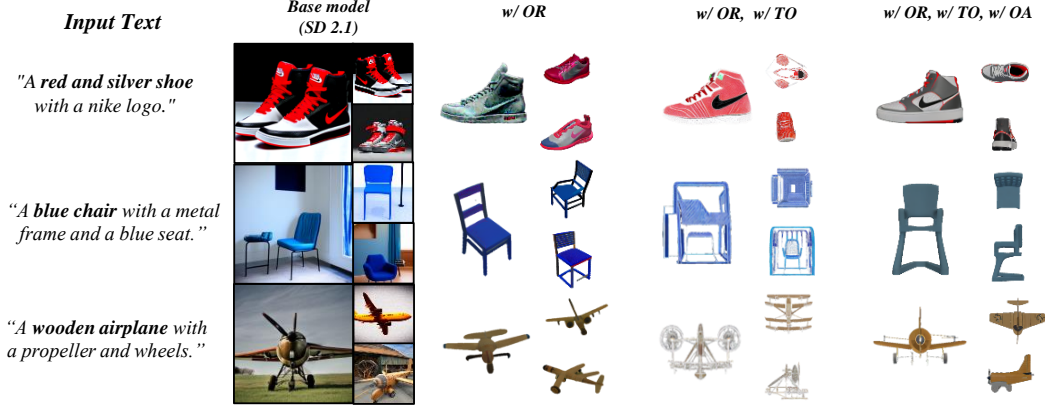 Input Text
Base model
(SD 2.1)
w/ OR
w/ OR, w/ TO
w/ OR, w/ TO, w/ OA
"A red and silver shoe
with a nike logo."
“A blue chair with a metal
frame and a blue seat.”
“A wooden airplane with
a propeller and wheels.”